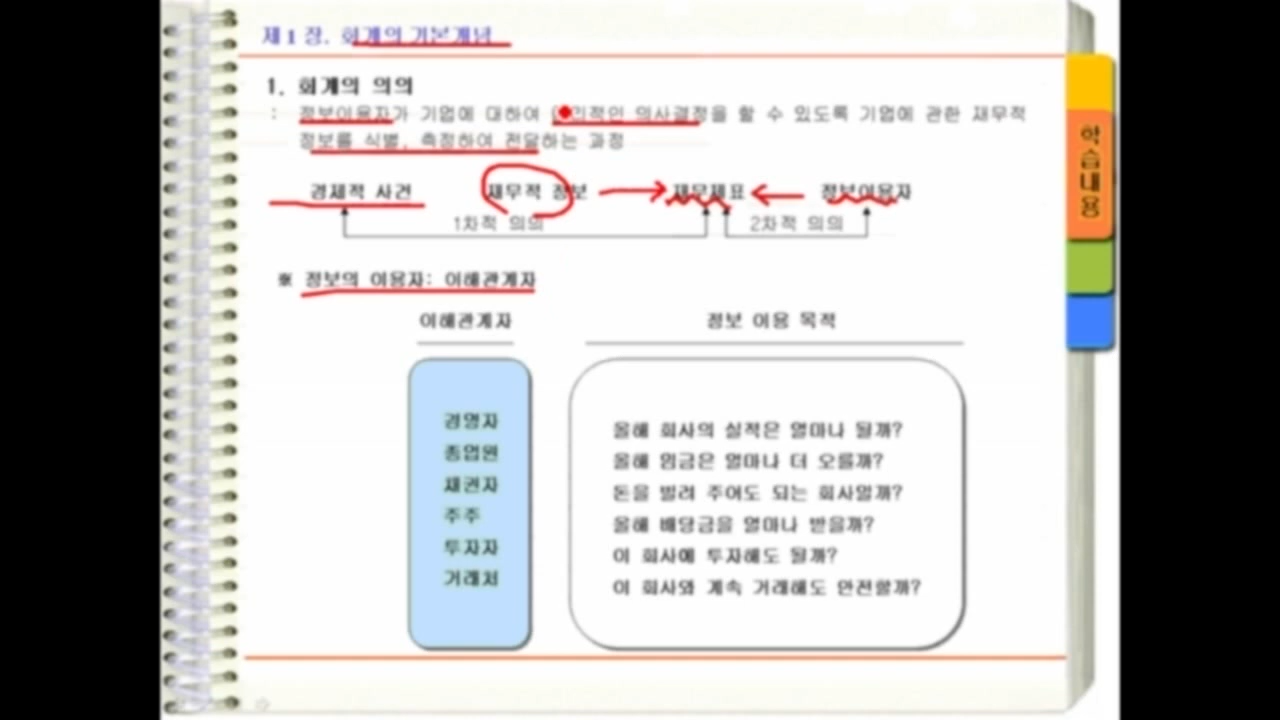 제 1 장. 회계의 기본개념
1. 회계의 의의
: 정보이용자가 기업에 대하여 합리적인 의사결정을 할 수 있도록 기업에 관한 재무적
정보를 식별, 측정하여 전달하는 과정
경제적 사건 재무적 정보 재무제표 정보이용자
1차적 의의 2차적 의의
※ 정보의 이용자: 이해관계자
이해관계자 정보 이용 목적
경영자 올해 회사의 실적은 얼마나 될까?
종업원 올해 임금은 얼마나 더 오를까?
채권자 돈을 빌려 주어도 되는 회사일까?
주주 올해 배당금을 얼마나 받을까?
투자자 이 회사에 투자해도 될까?
거래처 이 회사와 계속 거래해도 안전할까?
학습내용